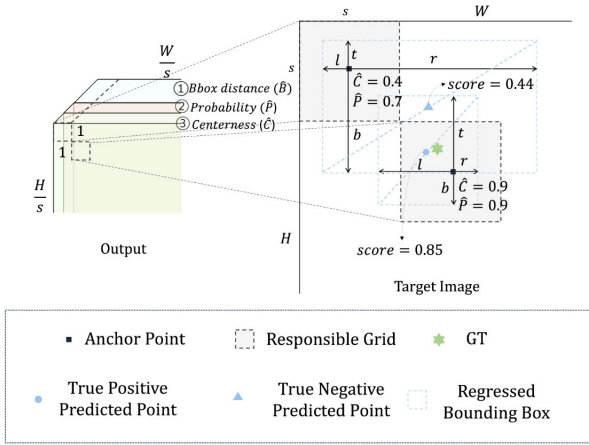 W
s
① Bbox distance (B̂)
② Probability (P̂)
③ Centerness (Ĉ)
1
1
H
s
Output
s
W
s
l
t
r
Ĉ = 0.4
P̂ = 0.7
score = 0.44
b
t
l
r
b
Ĉ = 0.9
P̂ = 0.9
H
score = 0.85
Target Image
Anchor Point
Responsible Grid
GT
True Positive
Predicted Point
True Negative
Predicted Point
Regressed
Bounding Box